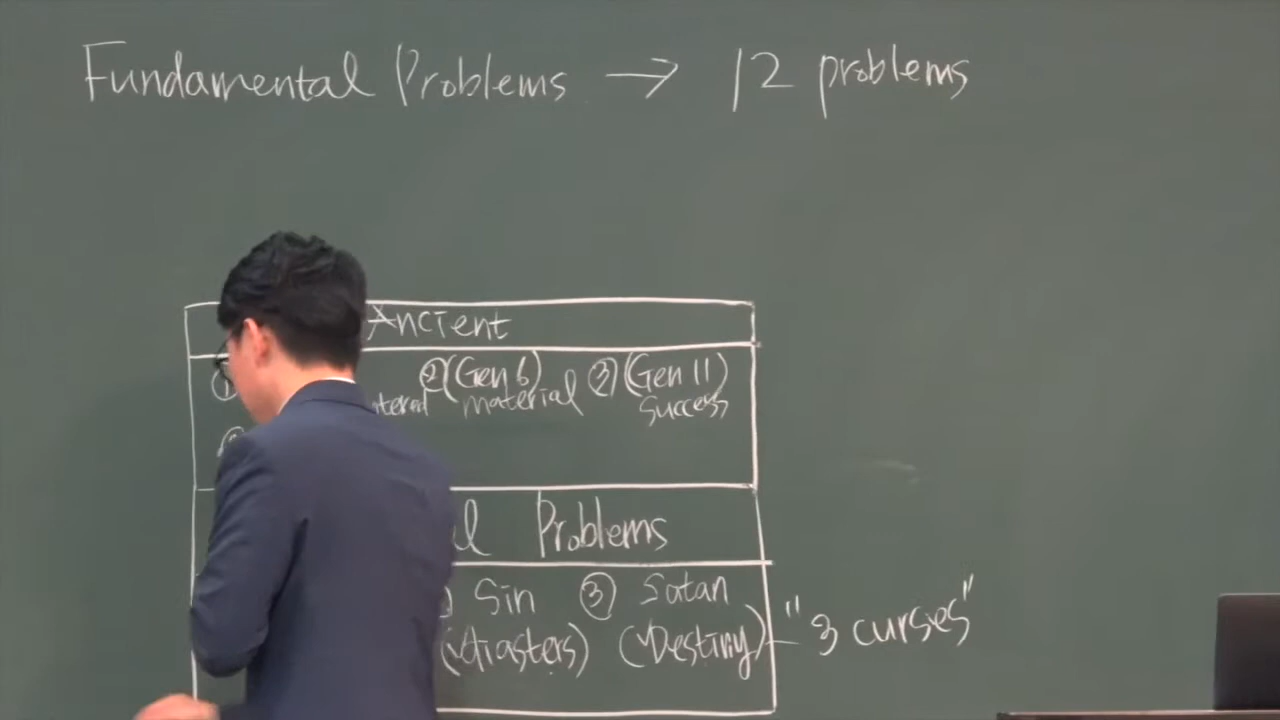 Fundamental Problems → 12 problems
Ancient
① ② (Gen 6) ③ (Gen 11)
material success
Problems
Sin ③ Satan
(Destiny) "3 curses"